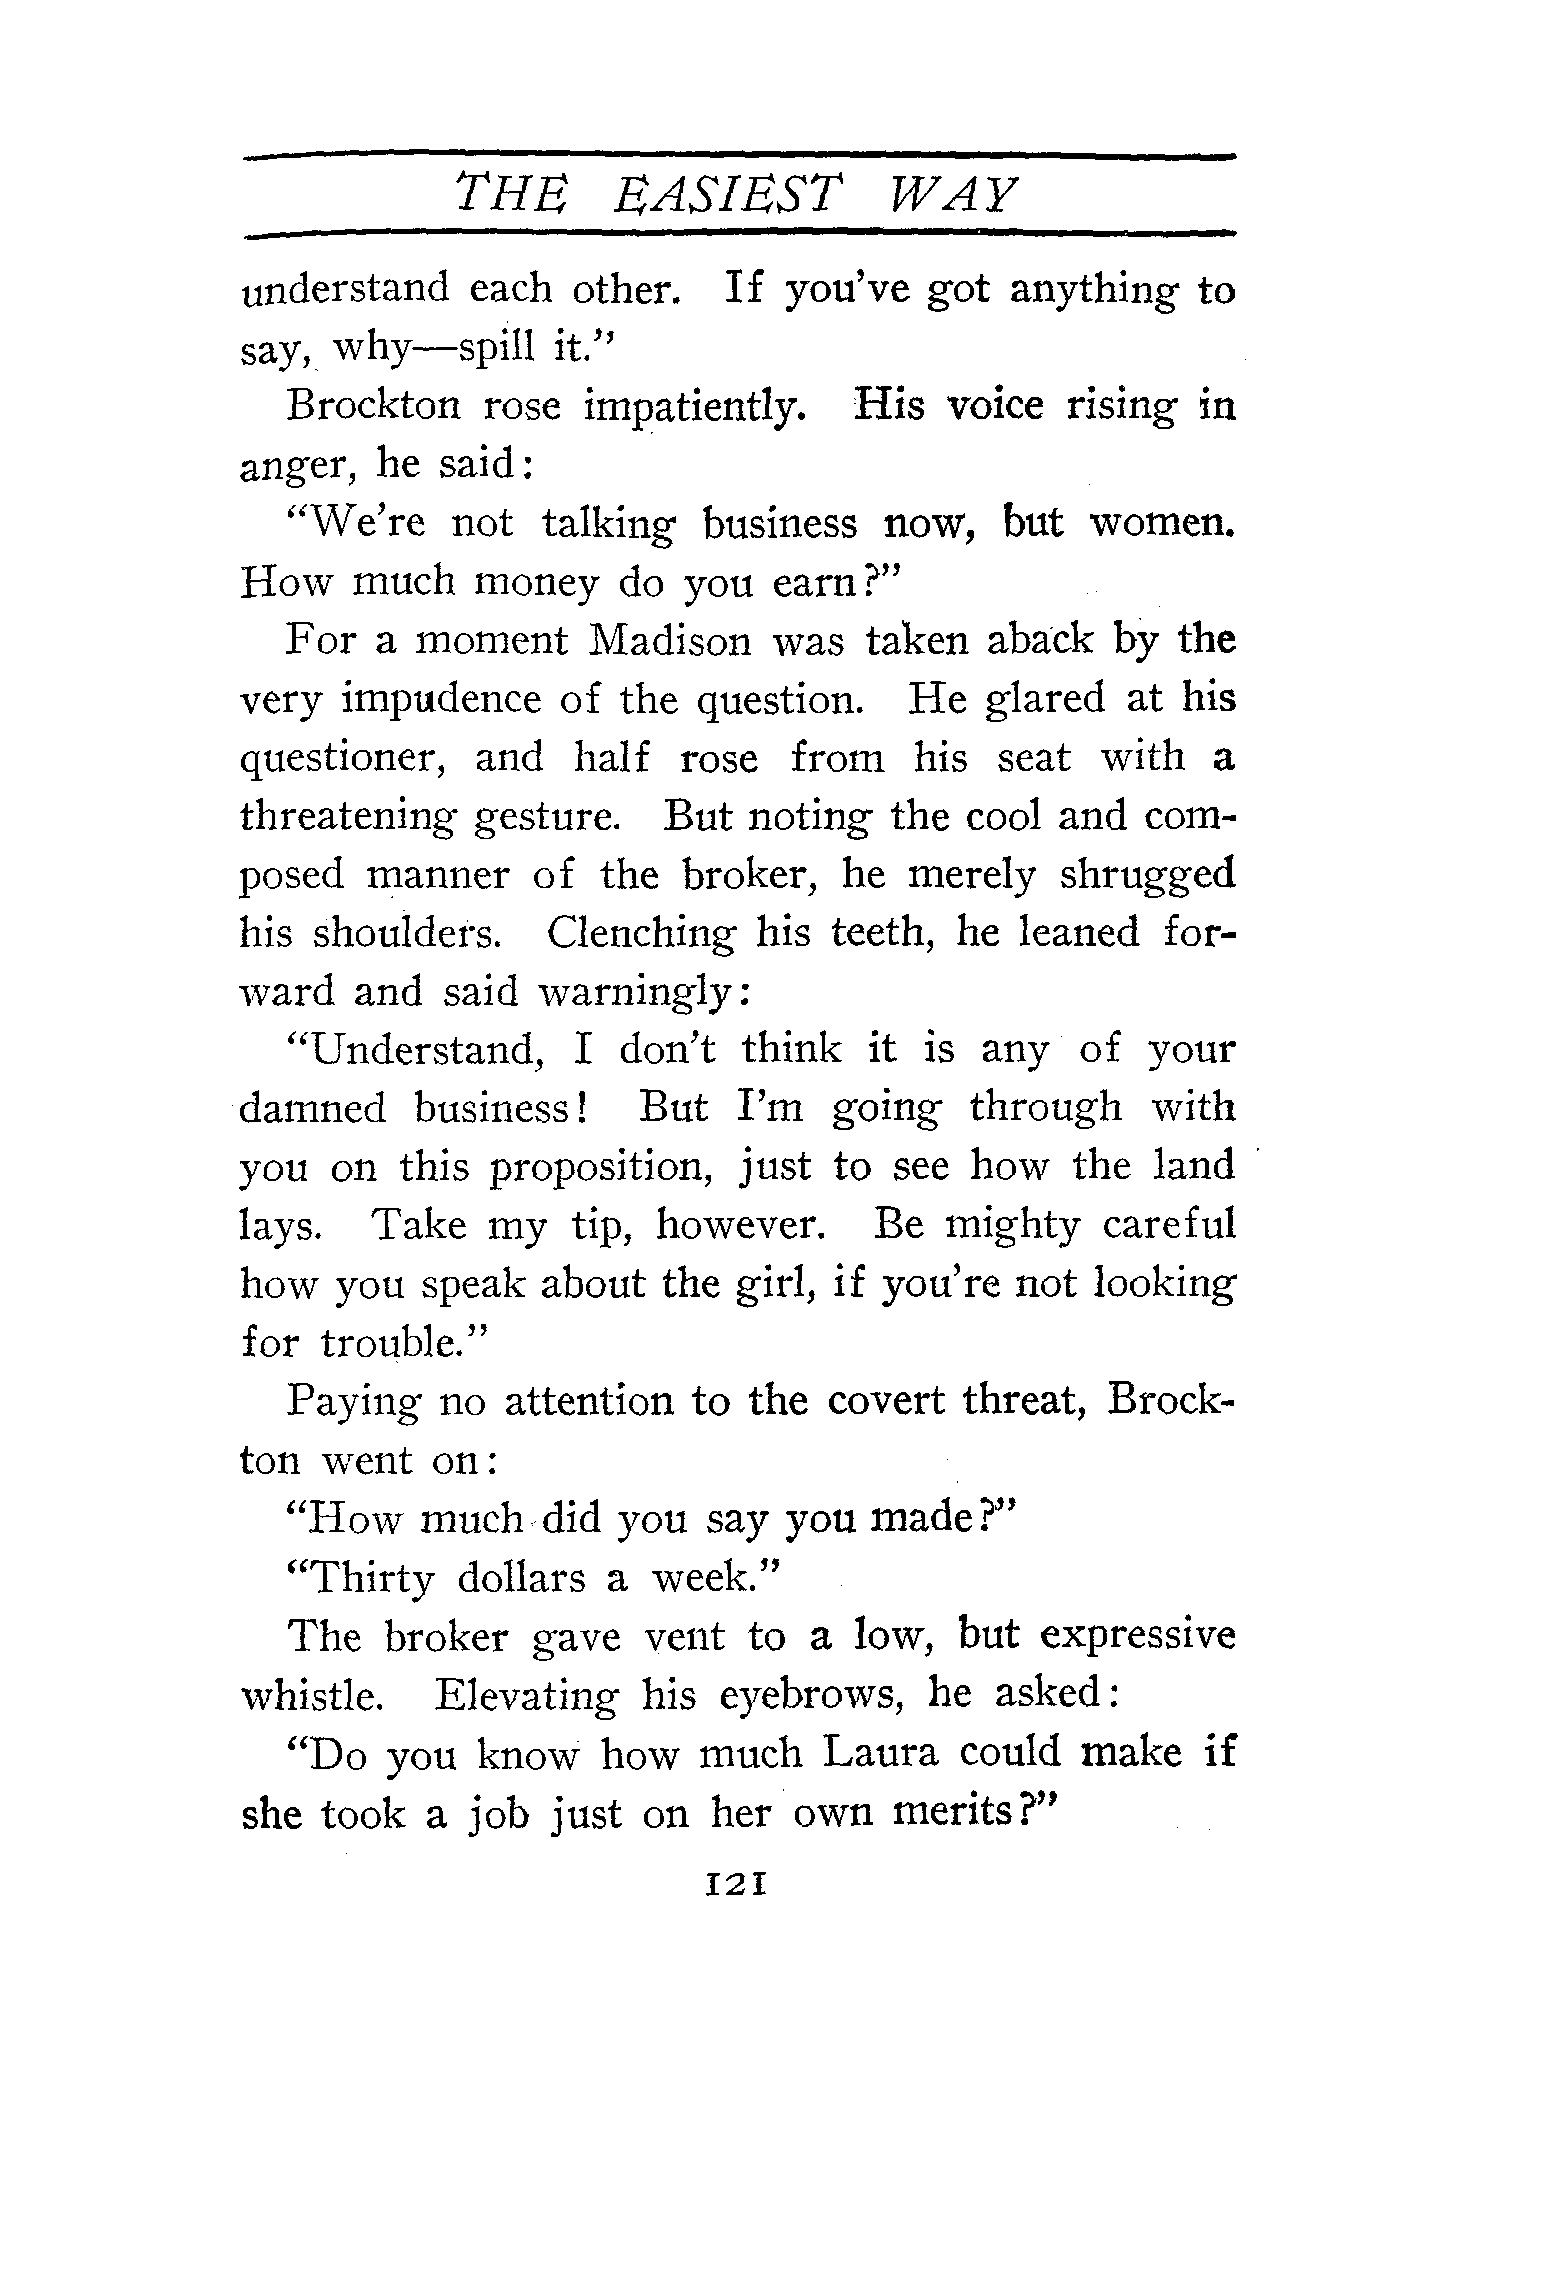 THE EASIEST WAY
understand each other. If you've got anything to
say, why—spill it."
Brockton rose impatiently. His voice rising in
anger, he said:
"We're not talking business now, but women.
How much money do you earn?"
For a moment Madison was taken aback by the
very impudence of the question. He glared at his
questioner, and half rose from his seat with a
threatening gesture. But noting the cool and com-
posed manner of the broker, he merely shrugged
his shoulders. Clenching his teeth, he leaned for-
ward and said warningly:
"Understand, I don't think it is any of your
damned business! But I'm going through with
you on this proposition, just to see how the land
lays. Take my tip, however. Be mighty careful
how you speak about the girl, if you're not looking
for trouble."
Paying no attention to the covert threat, Brock-
ton went on:
"How much did you say you made?"
"Thirty dollars a week."
The broker gave vent to a low, but expressive
whistle. Elevating his eyebrows, he asked:
"Do you know how much Laura could make if
she took a job just on her own merits?"
121